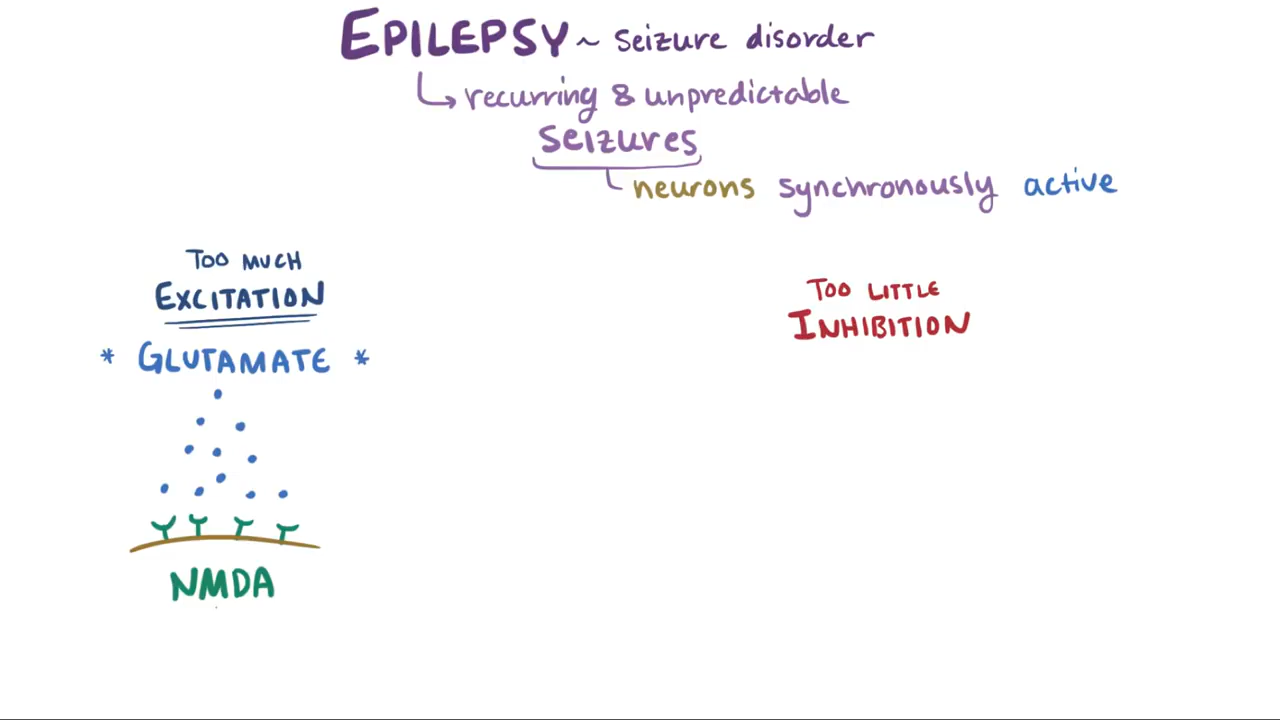 EPILEPSY ~ seizure disorder
recurring & unpredictable
seizures
neurons synchronously active
TOO MUCH
EXCITATION
* GLUTAMATE *
NMDA
TOO LITTLE
INHIBITION